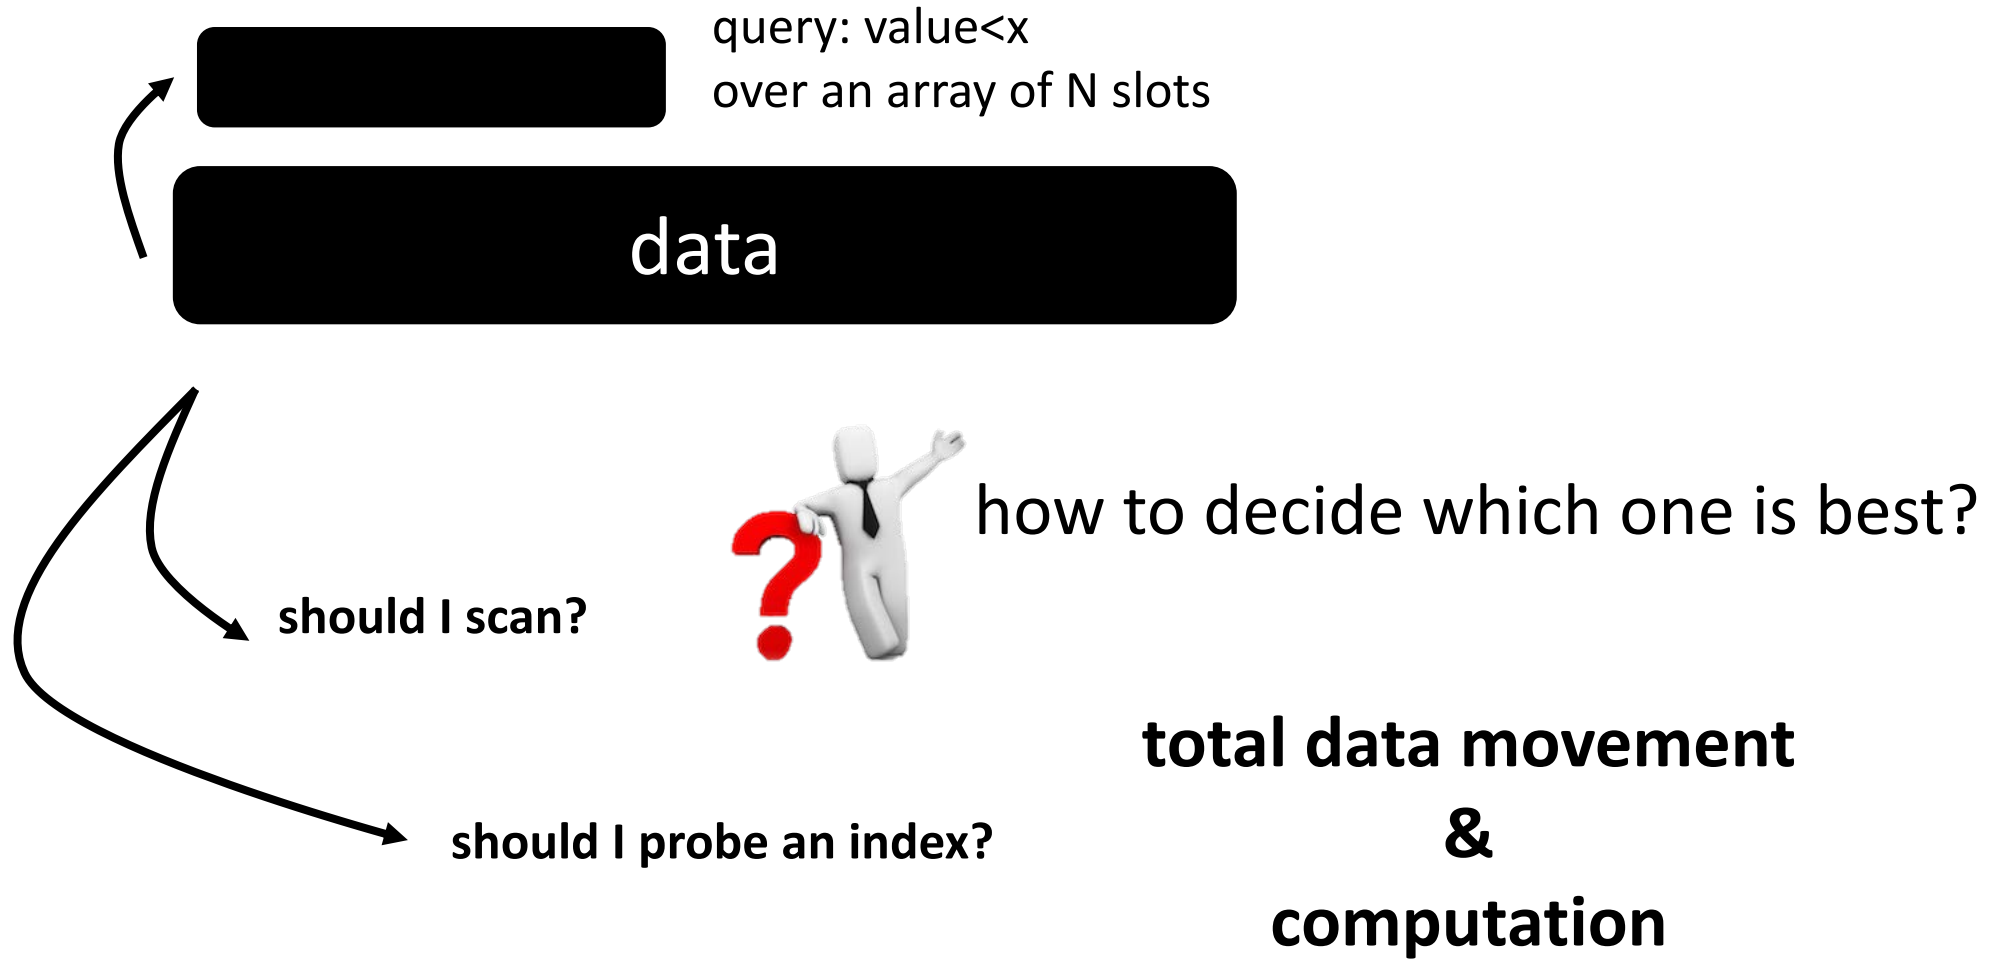 query: value<x
over an array of N slots
data
how to decide which one is best?
should I scan?
total data movement
&
should I probe an index?
computation